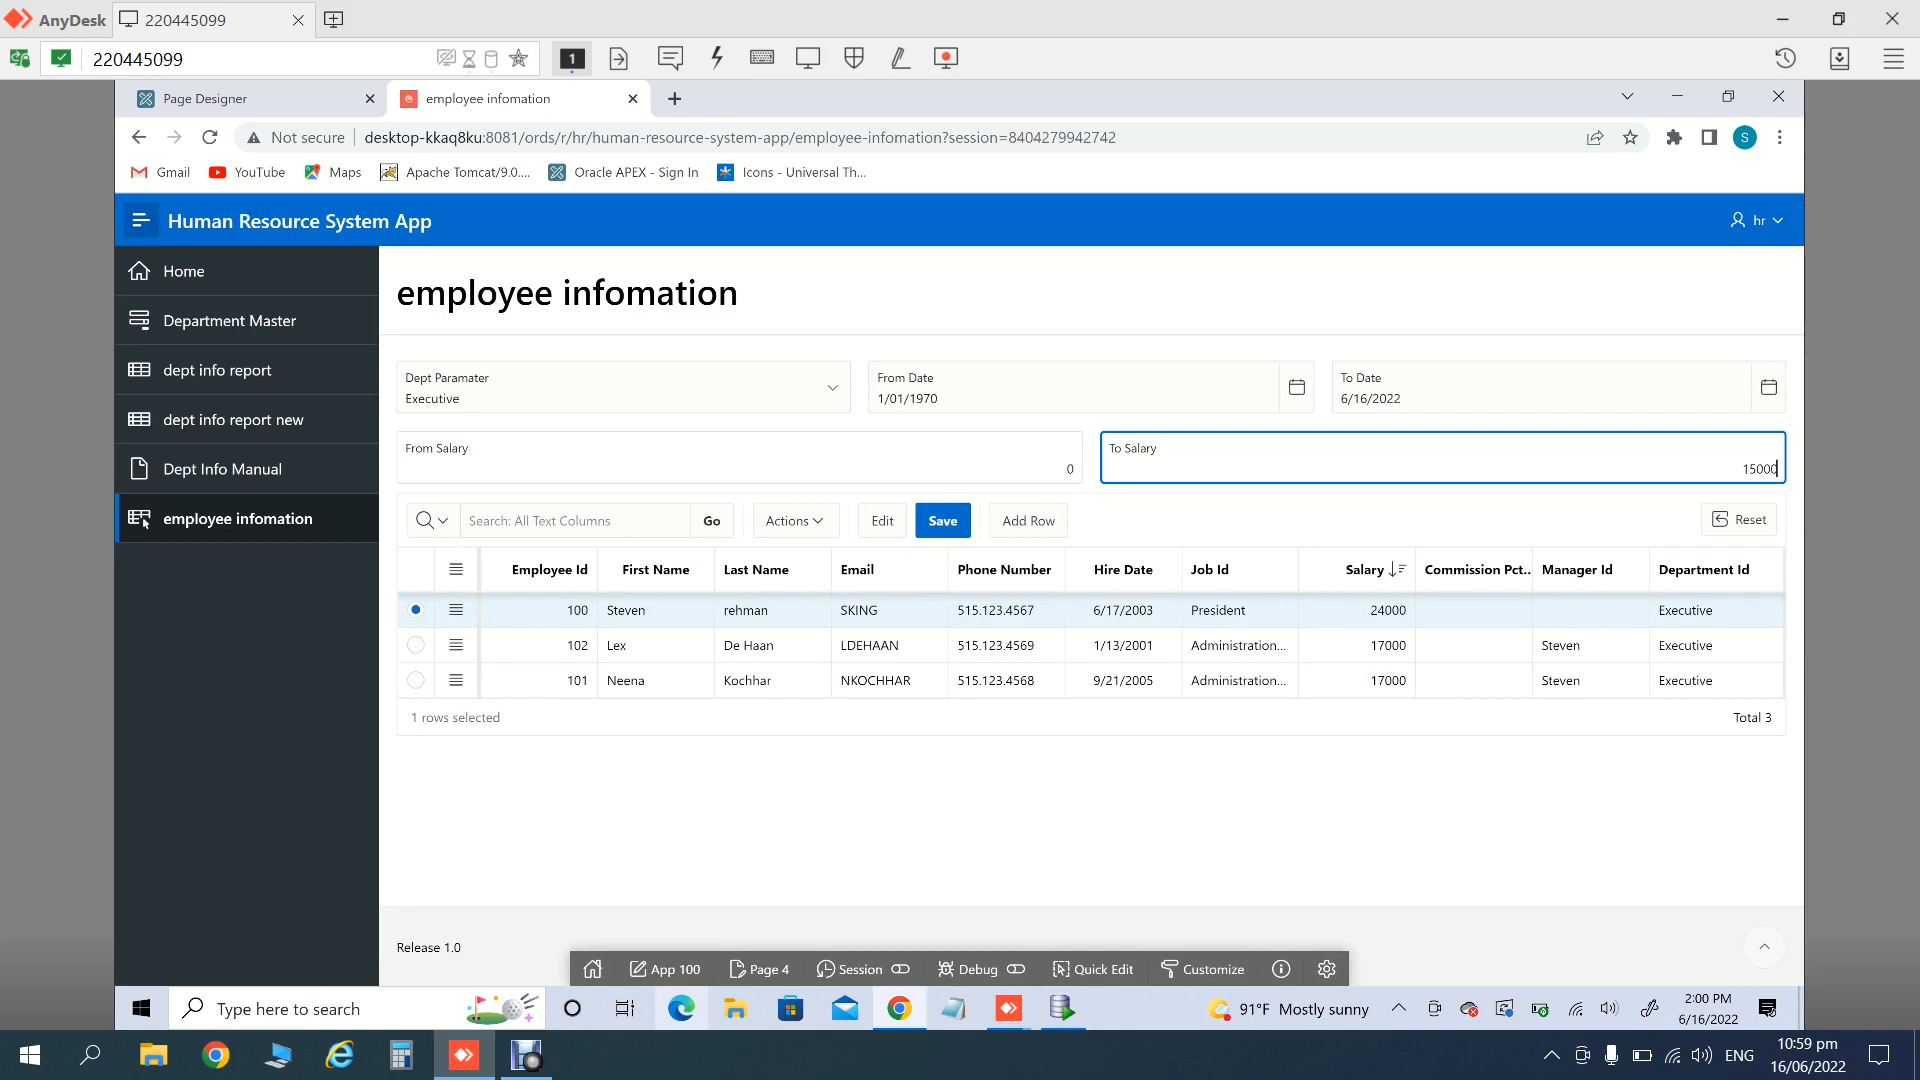 AnyDesk 220445099
220445099 1
Page Designer employee infomation
Not secure desktop-kkaq8ku:8081/ords/r/hr/human-resource-system-app/employee-infomation?session=8404279942742 S
Gmail YouTube Maps Apache Tomcat/9.0.... Oracle APEX - Sign In Icons - Universal Th...
Human Resource System App hr
Home
Department Master
dept info report
dept info report new
Dept Info Manual
employee infomation
employee infomation
Dept Paramater From Date To Date
Executive 1/01/1970 6/16/2022
From Salary To Salary
0 15000
Search: All Text Columns Go Actions Edit Save Add Row Reset
Employee Id First Name Last Name Email Phone Number Hire Date Job Id Salary Commission Pct... Manager Id Department Id
100 Steven rehman SKING 515.123.4567 6/17/2003 President 24000 Executive
102 Lex De Haan LDEHAAN 515.123.4569 1/13/2001 Administration... 17000 Steven Executive
101 Neena Kochhar NKOCHHAR 515.123.4568 9/21/2005 Administration... 17000 Steven Executive
1 rows selected Total 3
Release 1.0
App 100 Page 4 Session Debug Quick Edit Customize
Type here to search 91°F Mostly sunny 2:00 PM
6/16/2022
ENG 10:59 pm
16/06/2022